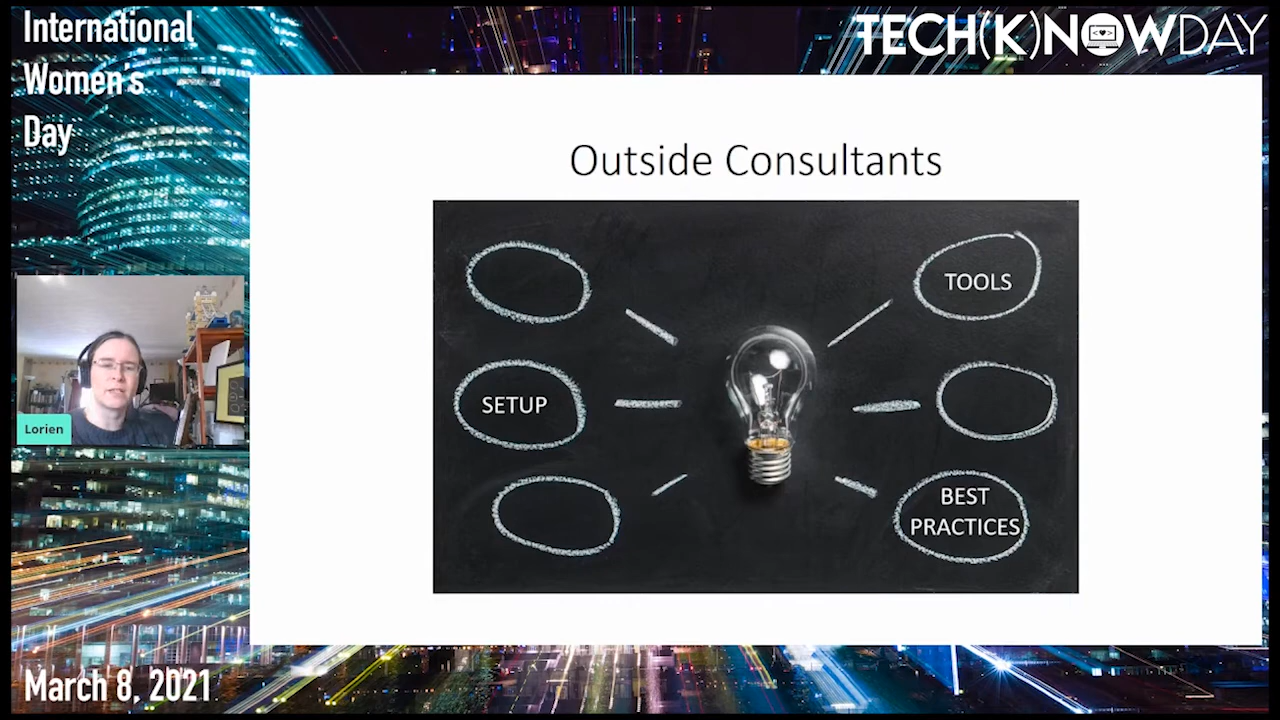 International
Women's
Day
TECH(K)NOWDAY
Outside Consultants
TOOLS
SETUP
BEST
PRACTICES
Lorien
March 8, 2021